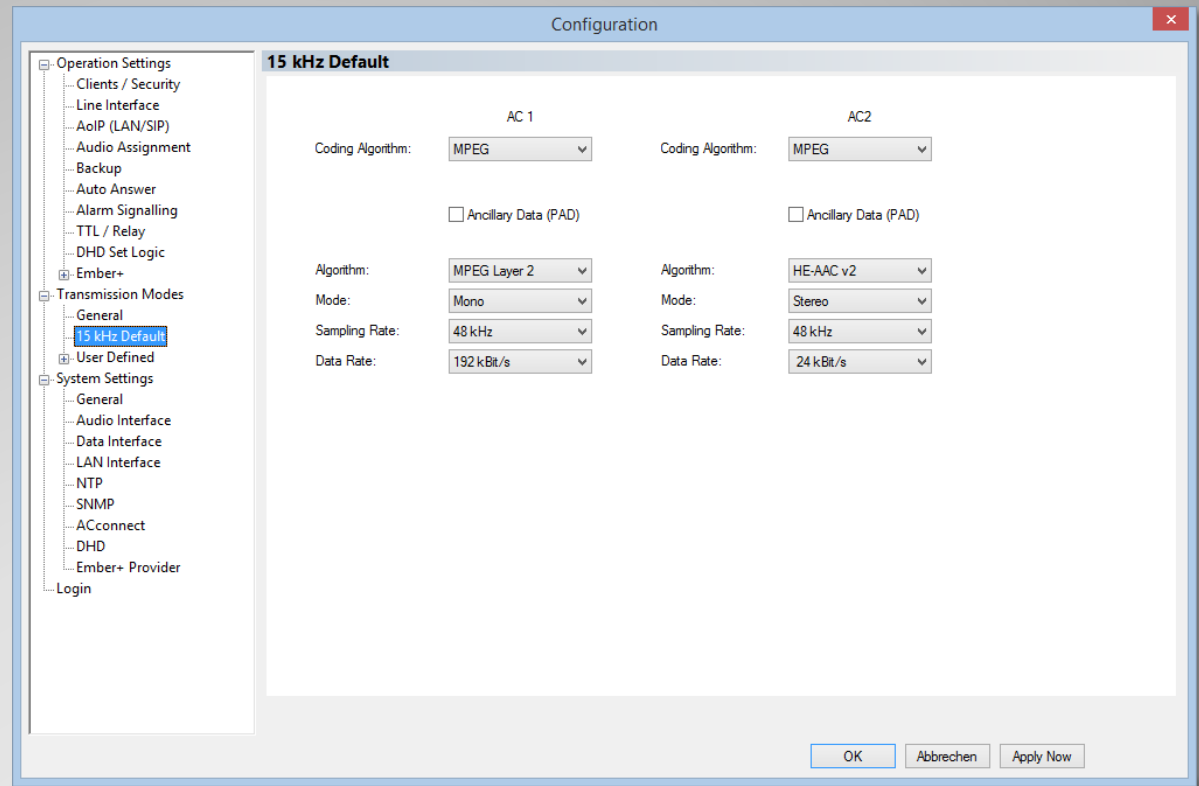 Configuration
Operation Settings
Clients / Security
Line Interface
AoIP (LAN/SIP)
Audio Assignment
Backup
Auto Answer
Alarm Signalling
TTL / Relay
DHD Set Logic
Ember+
Transmission Modes
General
15 kHz Default
User Defined
System Settings
General
Audio Interface
Data Interface
LAN Interface
NTP
SNMP
ACconnect
DHD
Ember+ Provider
Login
15 kHz Default
AC 1 AC2
Coding Algorithm: MPEG Coding Algorithm: MPEG
Ancillary Data (PAD) Ancillary Data (PAD)
Algorithm: MPEG Layer 2 Algorithm: HE-AAC v2
Mode: Mono Mode: Stereo
Sampling Rate: 48 kHz Sampling Rate: 48 kHz
Data Rate: 192 kBit/s Data Rate: 24 kBit/s
OK Abbrechen Apply Now